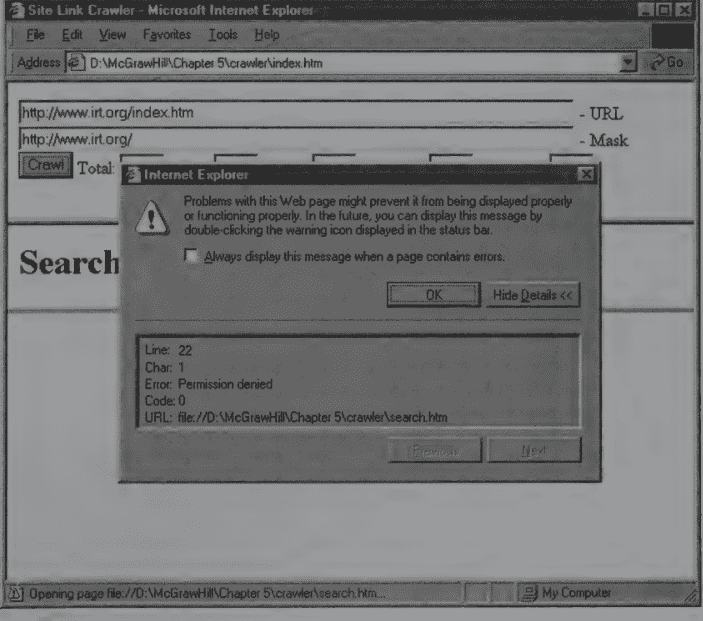 Site Link Crawler - Microsoft Internet Explorer
File Edit View Favorites Tools Help
Address D:\McGrawHill\Chapter 5\crawler\index.htm Go
http://www.irt.org/index.htm - URL
http://www.irt.org/ - Mask
Crawl Total:
Internet Explorer
Problems with this Web page might prevent it from being displayed properly
or functioning properly. In the future, you can display this message by
double-clicking the warning icon displayed in the status bar.
Search
Always display this message when a page contains errors.
OK Hide Details <<
Line: 22
Char: 1
Error: Permission denied
Code: 0
URL: file://D:\McGrawHill\Chapter 5\crawler\search.htm
Previous Next
Opening page file://D:\McGrawHill\Chapter 5\crawler\search.htm... My Computer